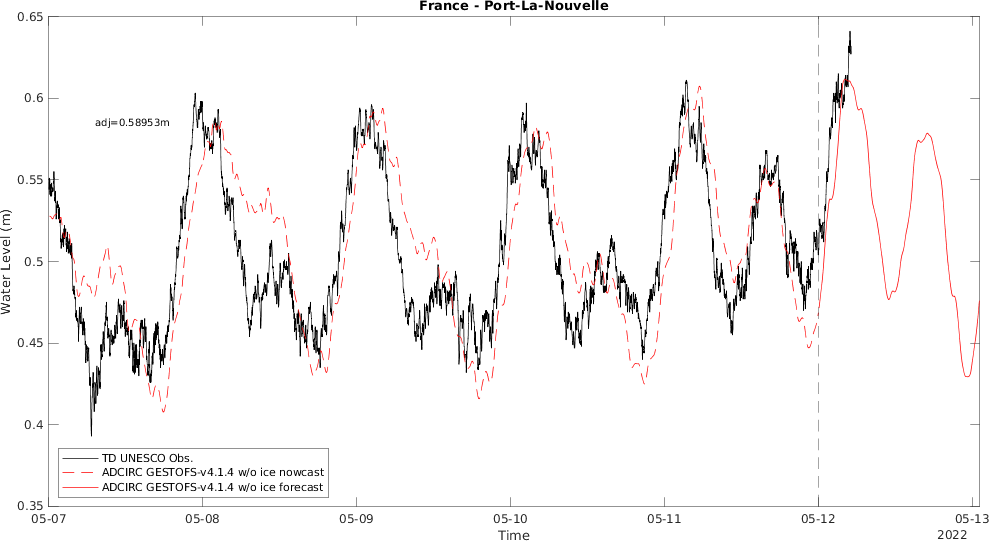 France - Port-La-Nouvelle
0.65
0.6
0.55
0.5
0.45
0.4
0.35
Water Level (m)
adj=0.58953m
TD UNESCO Obs.
ADCIRC GESTOFS-v4.1.4 w/o ice nowcast
ADCIRC GESTOFS-v4.1.4 w/o ice forecast
05-07 05-08 05-09 05-10 05-11 05-12 05-13
Time
2022